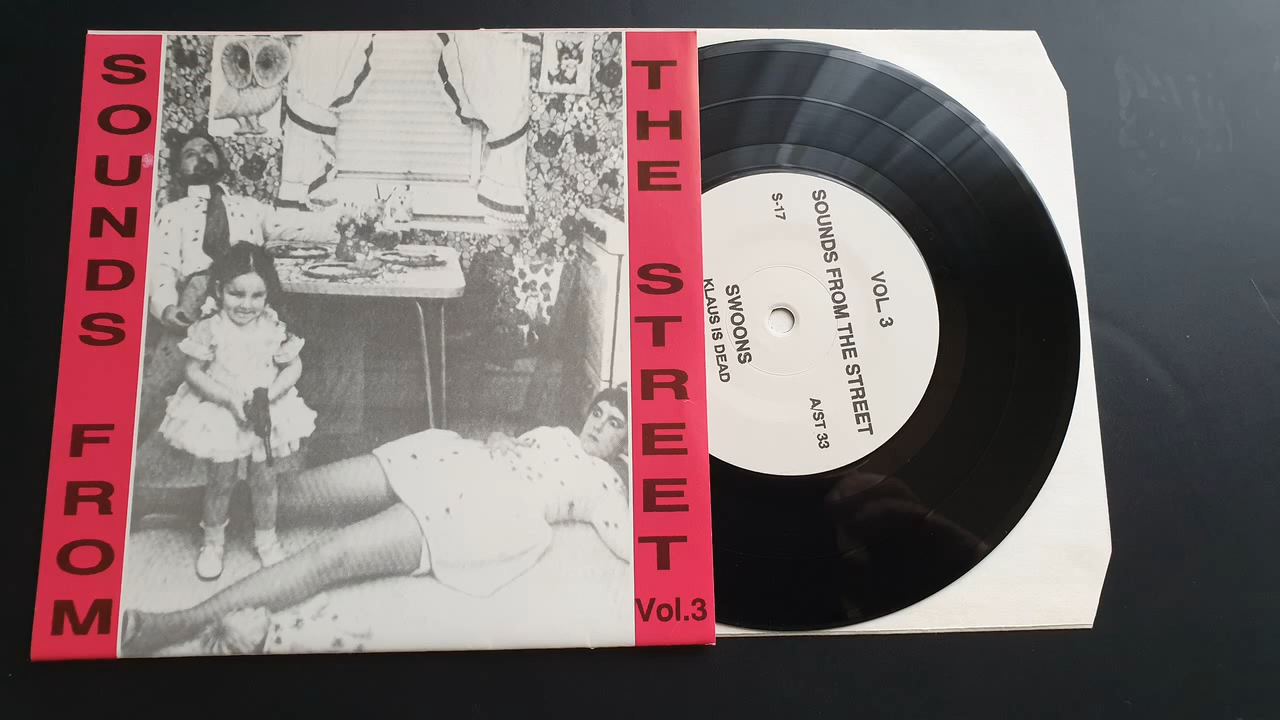 SOUNDS FROM
THE STREET
Vol.3
VOL. 3
SOUNDS FROM THE STREET
S-17
A/ST 33
SWOONS
KLAUS IS DEAD